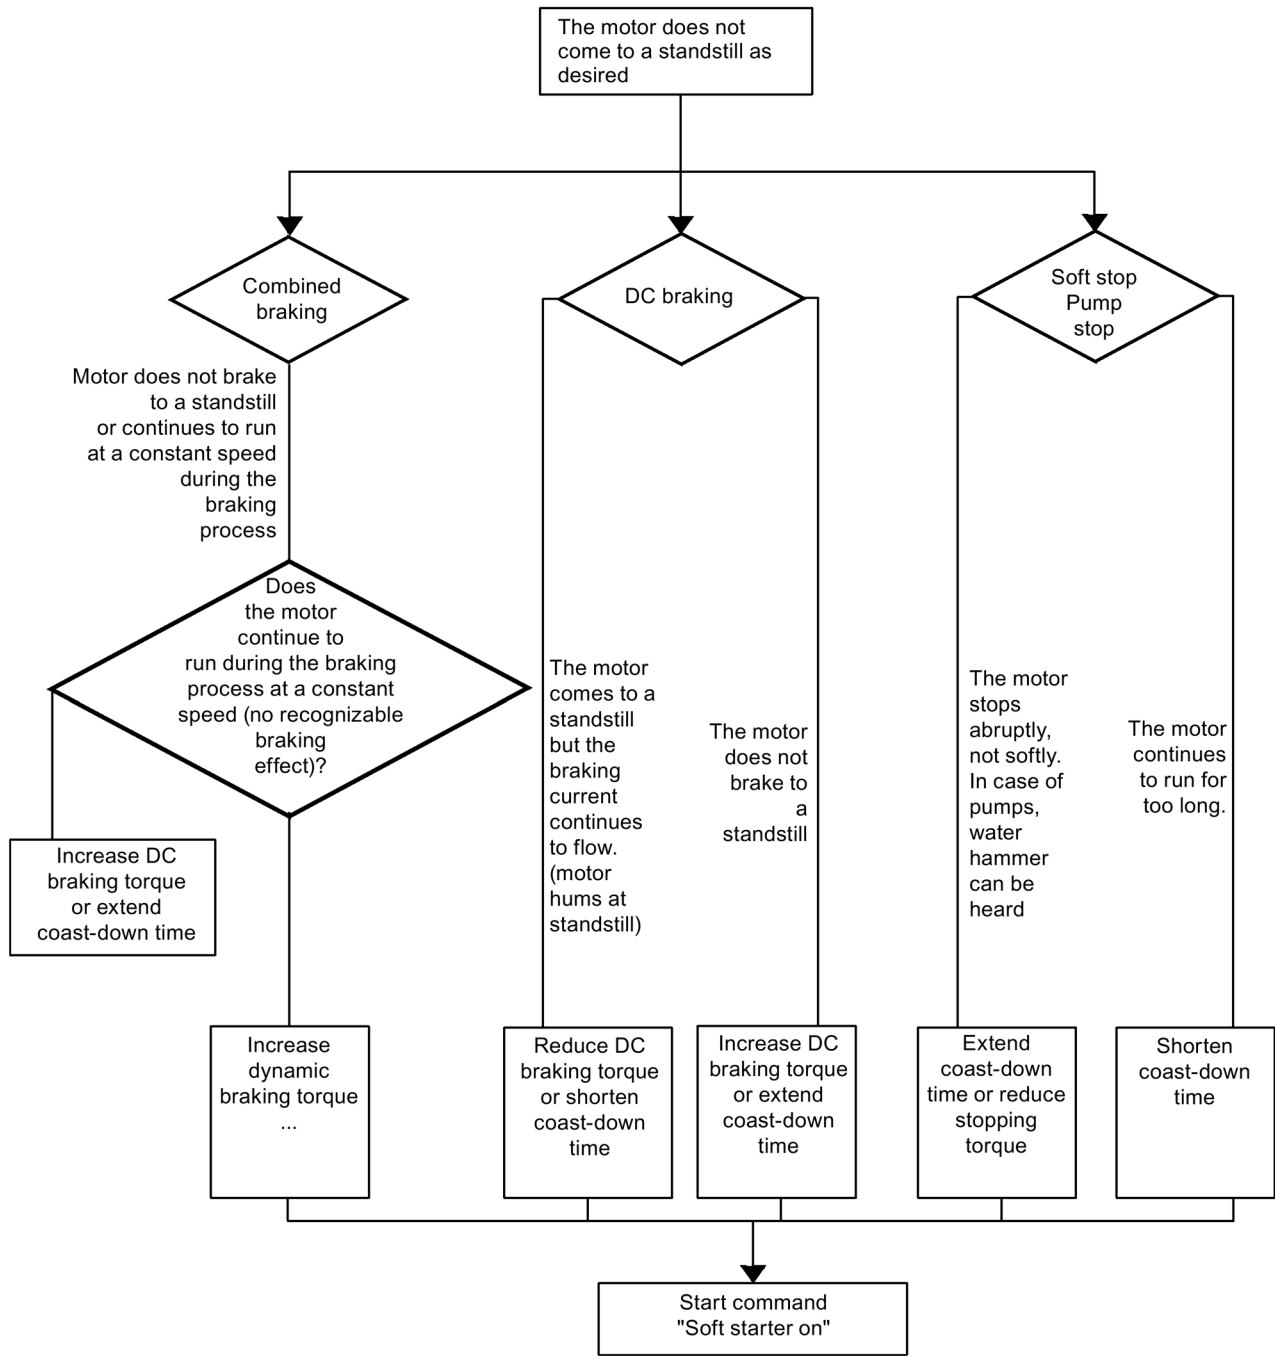 The motor does not
come to a standstill as
desired
Combined
braking
DC braking
Soft stop
Pump
stop
Motor does not brake
to a standstill
or continues to run
at a constant speed
during the
braking
process
Does
the motor
continue to
run during the braking
process at a constant
speed (no recognizable
braking
effect)?
The motor
comes to a
standstill
but the
braking
current
continues
to flow.
(motor
hums at
standstill)
The motor
does not
brake to
a
standstill
The motor
stops
abruptly,
not softly.
In case of
pumps,
water
hammer
can be
heard
The motor
continues
to run for
too long.
Increase DC
braking torque
or extend
coast-down time
Increase
dynamic
braking torque
...
Reduce DC
braking torque
or shorten
coast-down
time
Increase DC
braking torque
or extend
coast-down
time
Extend
coast-down
time or reduce
stopping
torque
Shorten
coast-down
time
Start command
"Soft starter on"